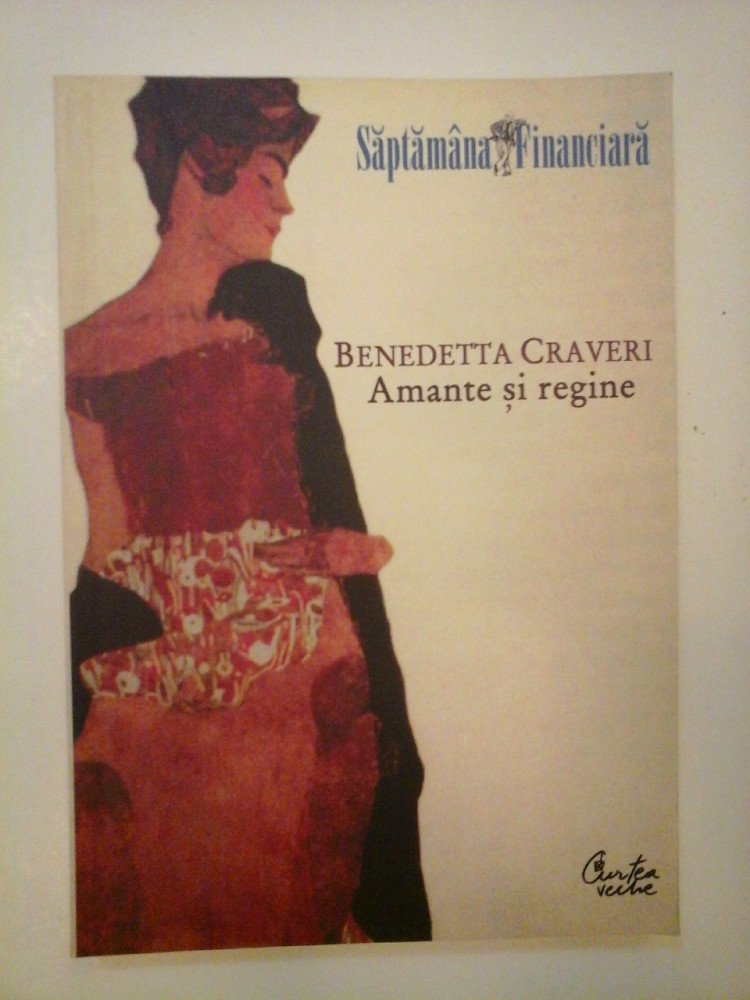 Săptămâna Financiară
BENEDETTA CRAVERI
Amante și regine
Curtea
veche